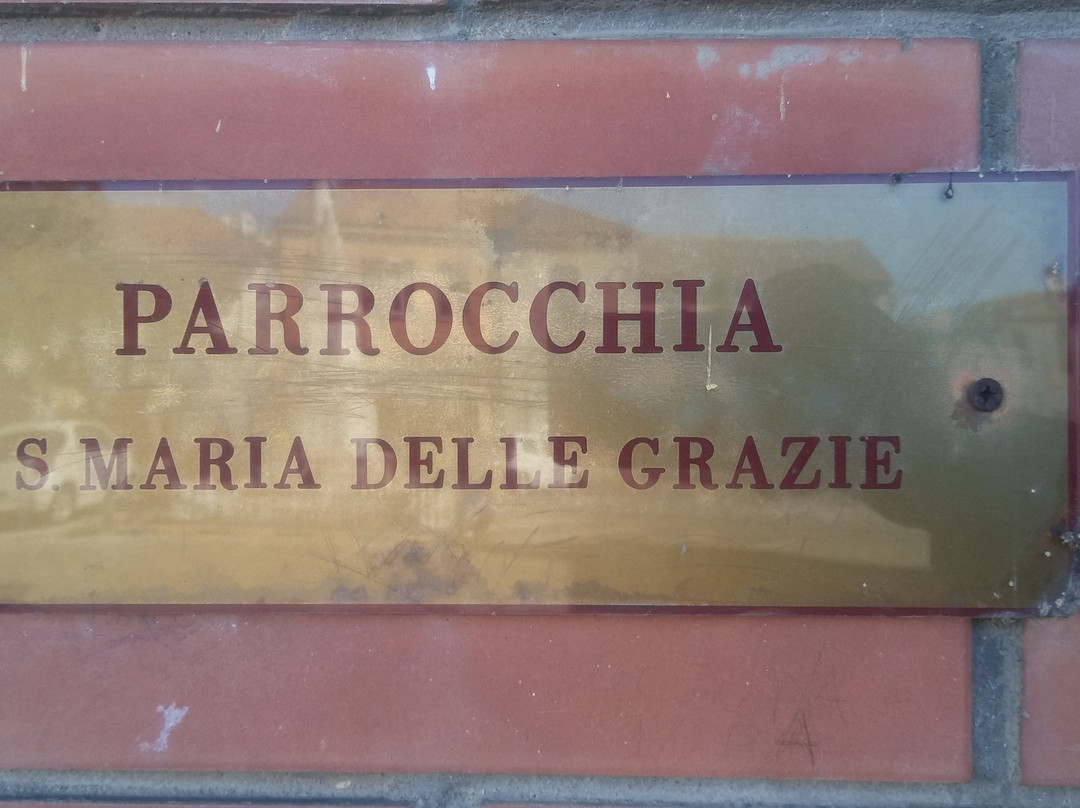 PARROCCHIA
S. MARIA DELLE GRAZIE